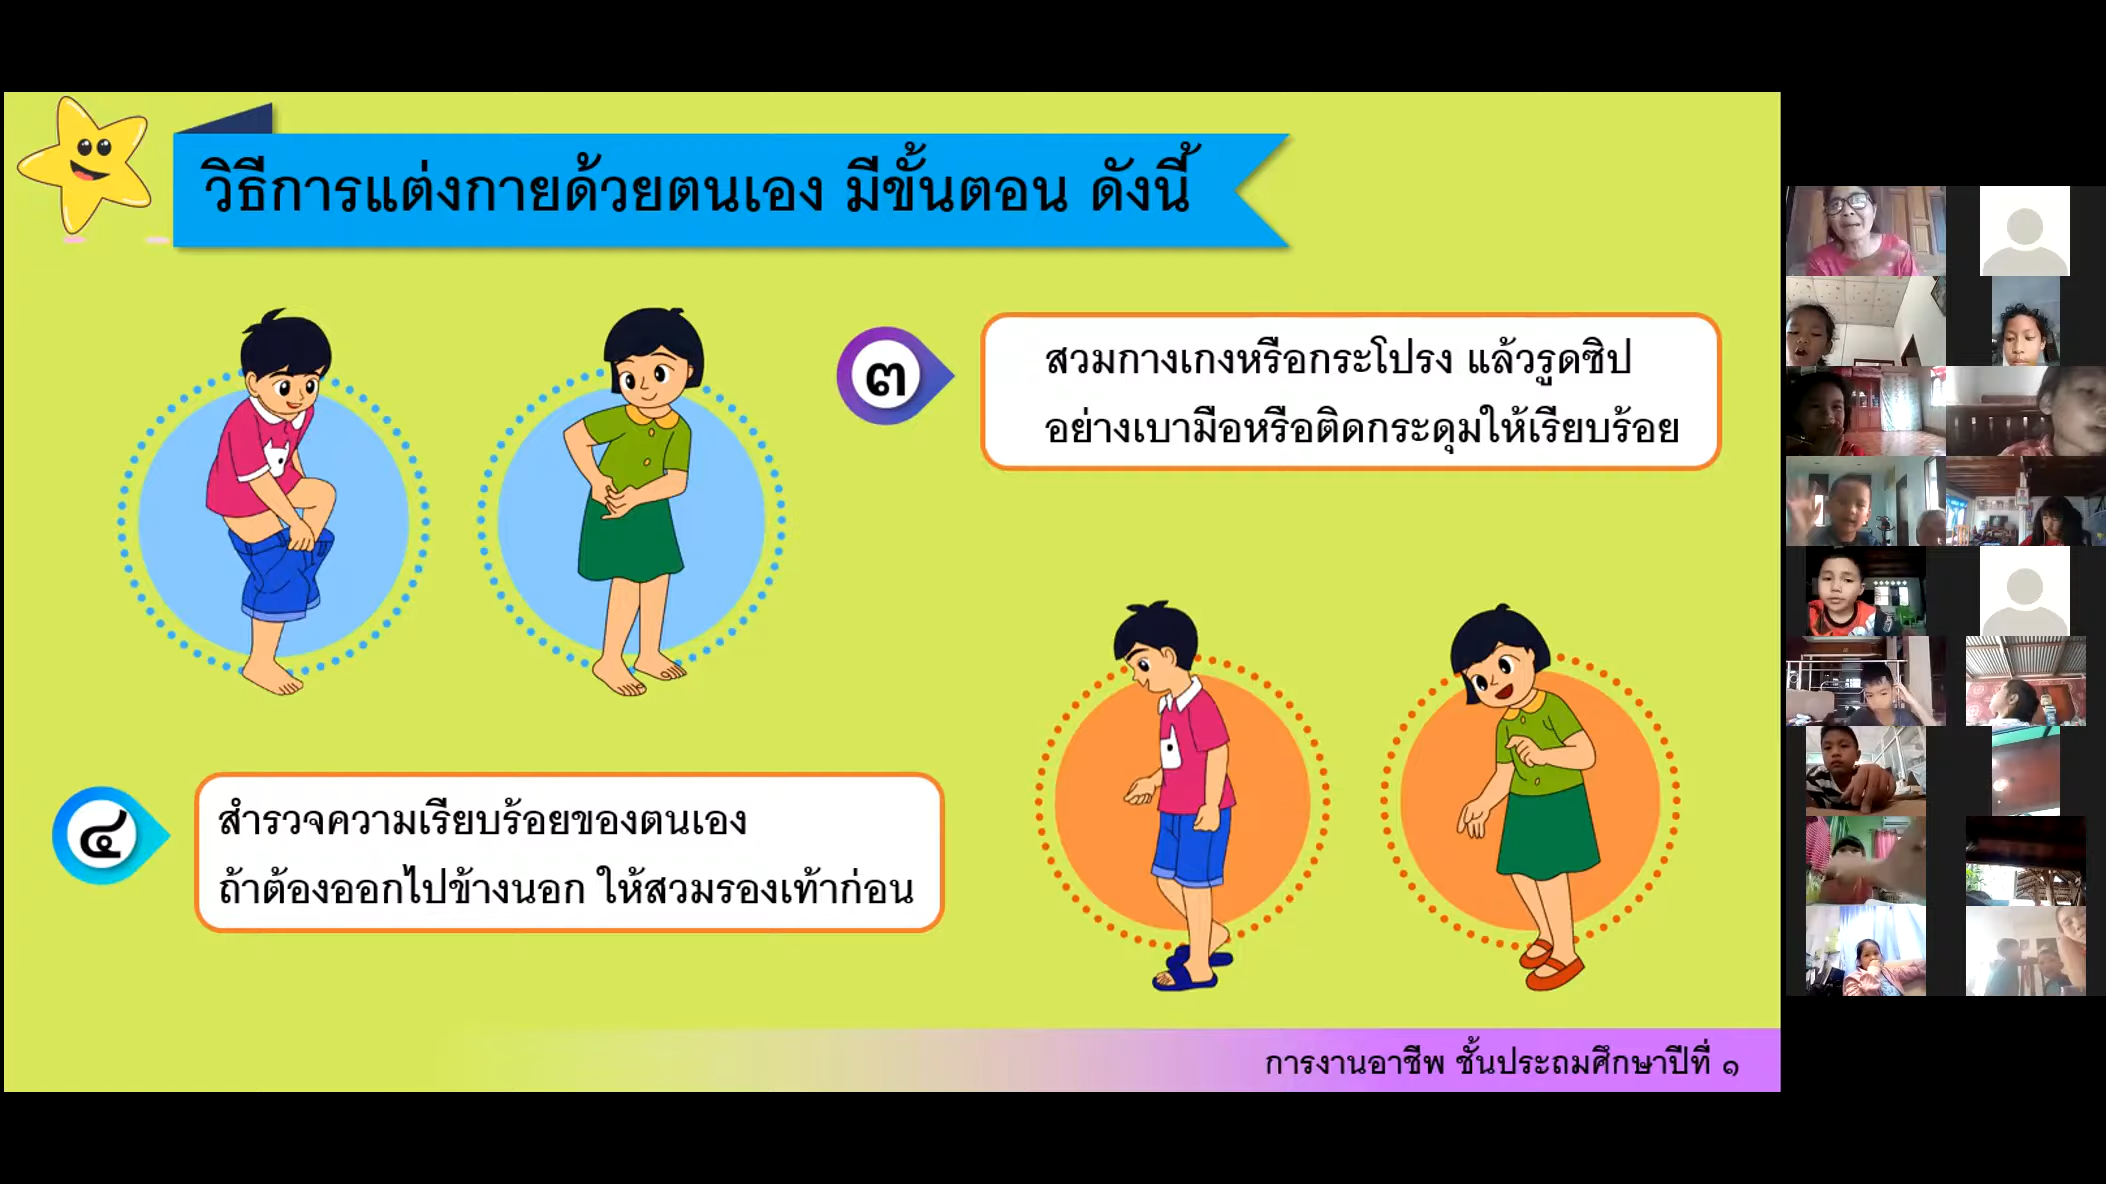 วิธีการแต่งกายด้วยตนเอง มีขั้นตอน ดังนี้
๓
สวมกางเกงหรือกระโปรง แล้วรูดซิป
อย่างเบามือหรือติดกระดุมให้เรียบร้อย
๔
สำรวจความเรียบร้อยของตนเอง
ถ้าต้องออกไปข้างนอก ให้สวมรองเท้าก่อน
การงานอาชีพ ชั้นประถมศึกษาปีที่ ๑